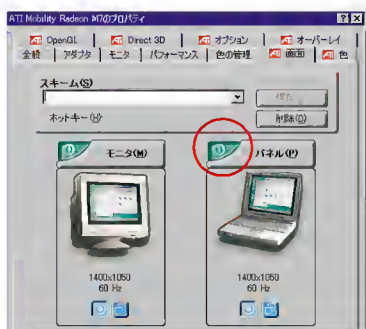 ATI Mobility Radeon M7のプロパティ
OpenGL Direct 3D オプション オーバーレイ
全般 アダプタ モニタ パフォーマンス 色の管理 画面 色
スキーム(S)
保存
ホットキー(H)
削除(D)
モニタ(M) パネル(P)
1400x1050 1400x1050
60 Hz 60 Hz